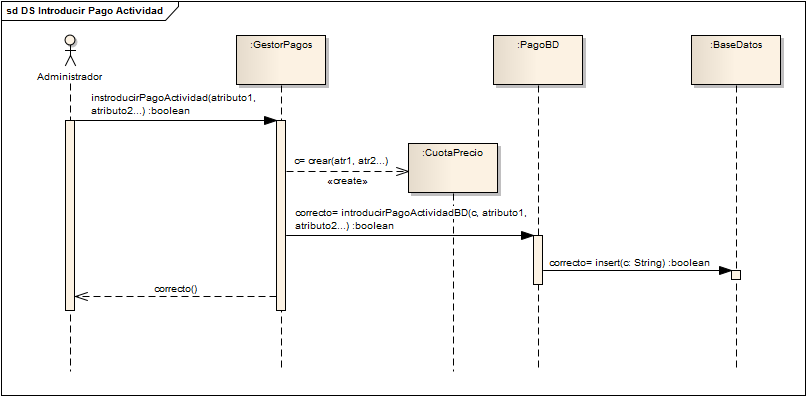 sd DS Introducir Pago Actividad
:GestorPagos
:PagoBD
:BaseDatos
Administrador
instroducirPagoActividad(atributo1,
atributo2...) :boolean
c= crear(atr1, atr2...)
«create»
:CuotaPrecio
correcto= introducirPagoActividadBD(c, atributo1,
atributo2...) :boolean
correcto= insert(c: String) :boolean
correcto()